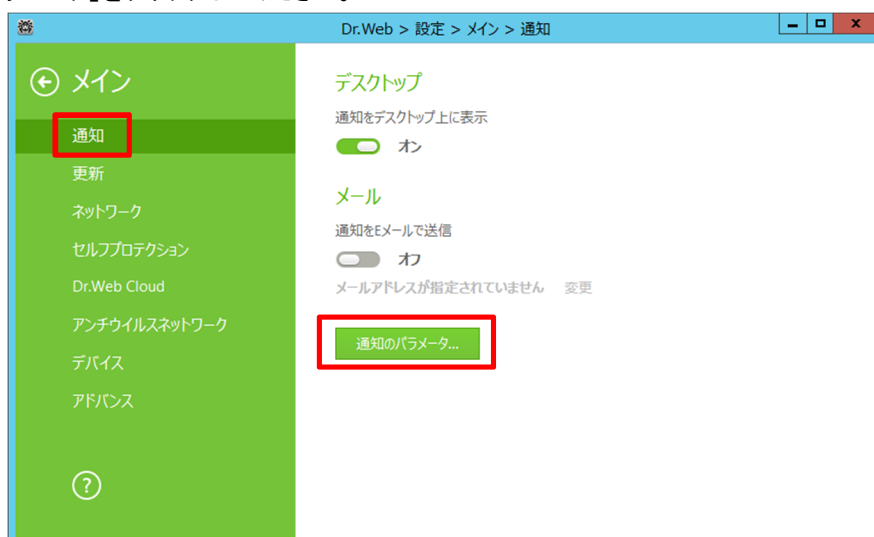 Dr.Web > 設定 > メイン > 通知
メイン
通知
更新
ネットワーク
セルフプロテクション
Dr.Web Cloud
アンチウイルスネットワーク
デバイス
アドバンス
デスクトップ
通知をデスクトップ上に表示
オン
メール
通知をEメールで送信
オフ
メールアドレスが指定されていません 変更
通知のパラメータ...